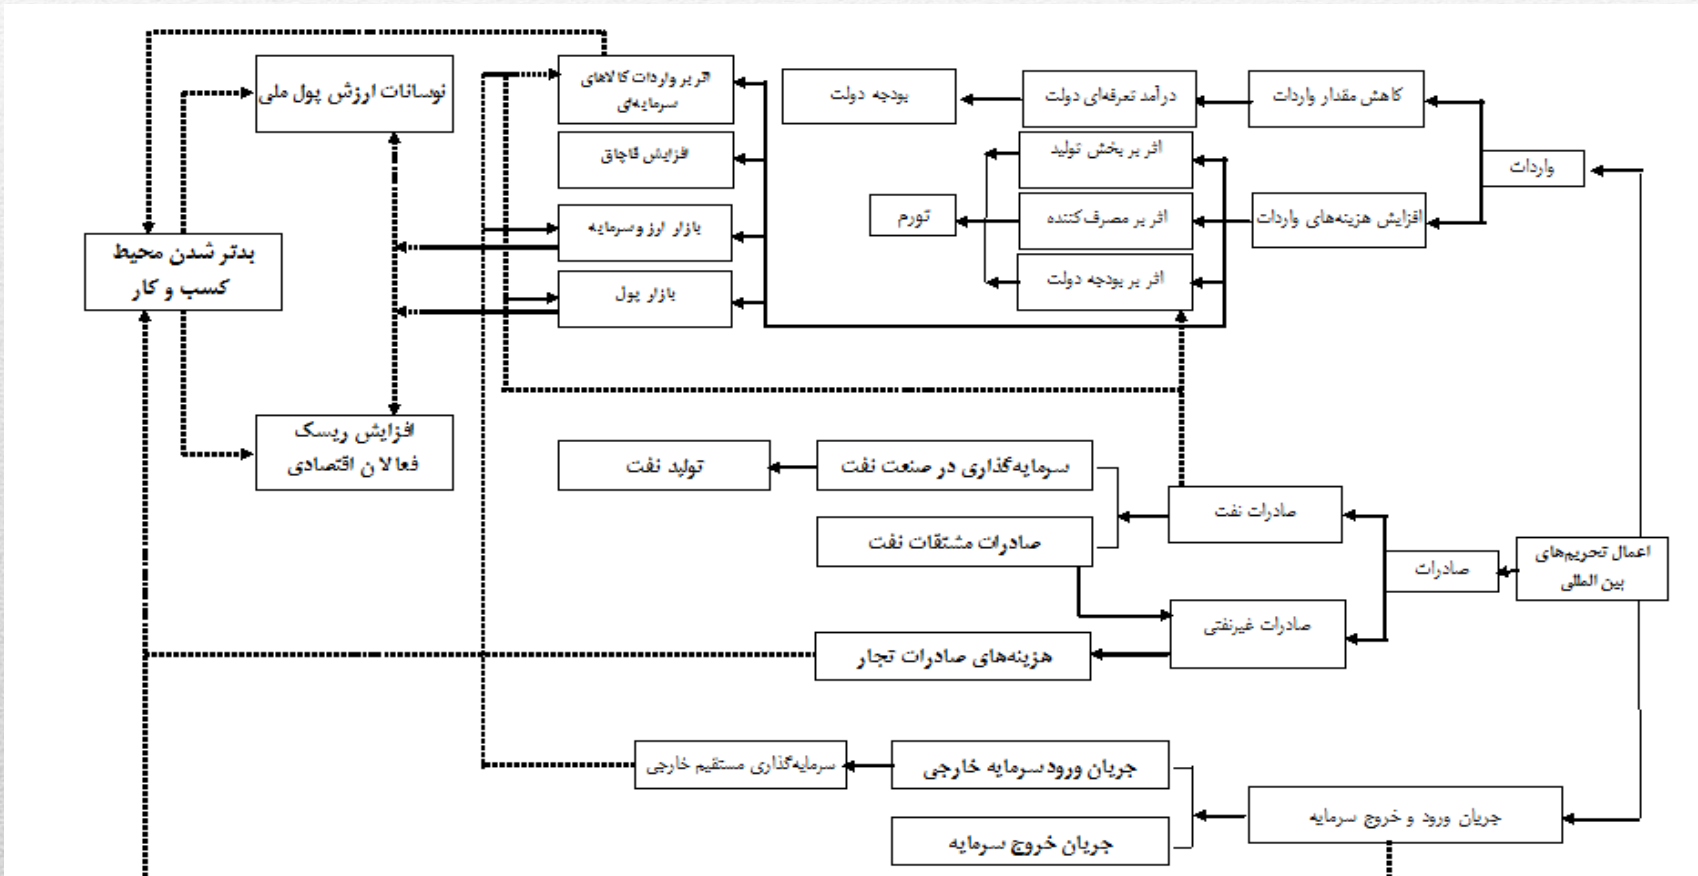 اعمال تحریم‌های
بین المللی
واردات
کاهش مقدار واردات
درآمد تعرفه‌ای دولت
بودجه دولت
افزایش هزینه‌های واردات
اثر بر بخش تولید
اثر بر مصرف‌کننده
اثر بر بودجه دولت
تورم
اثر بر واردات کالاهای
سرمایه‌ای
افزایش قاچاق
بازار ارز و سرمایه
بازار پول
نوسانات ارزش پول ملی
بدتر شدن محیط
کسب و کار
افزایش ریسک
فعالان اقتصادی
صادرات
صادرات نفت
سرمایه‌گذاری در صنعت نفت
تولید نفت
صادرات مشتقات نفت
صادرات غیرنفتی
هزینه‌های صادرات تجار
جریان ورود و خروج سرمایه
جریان ورود سرمایه خارجی
سرمایه‌گذاری مستقیم خارجی
جریان خروج سرمایه